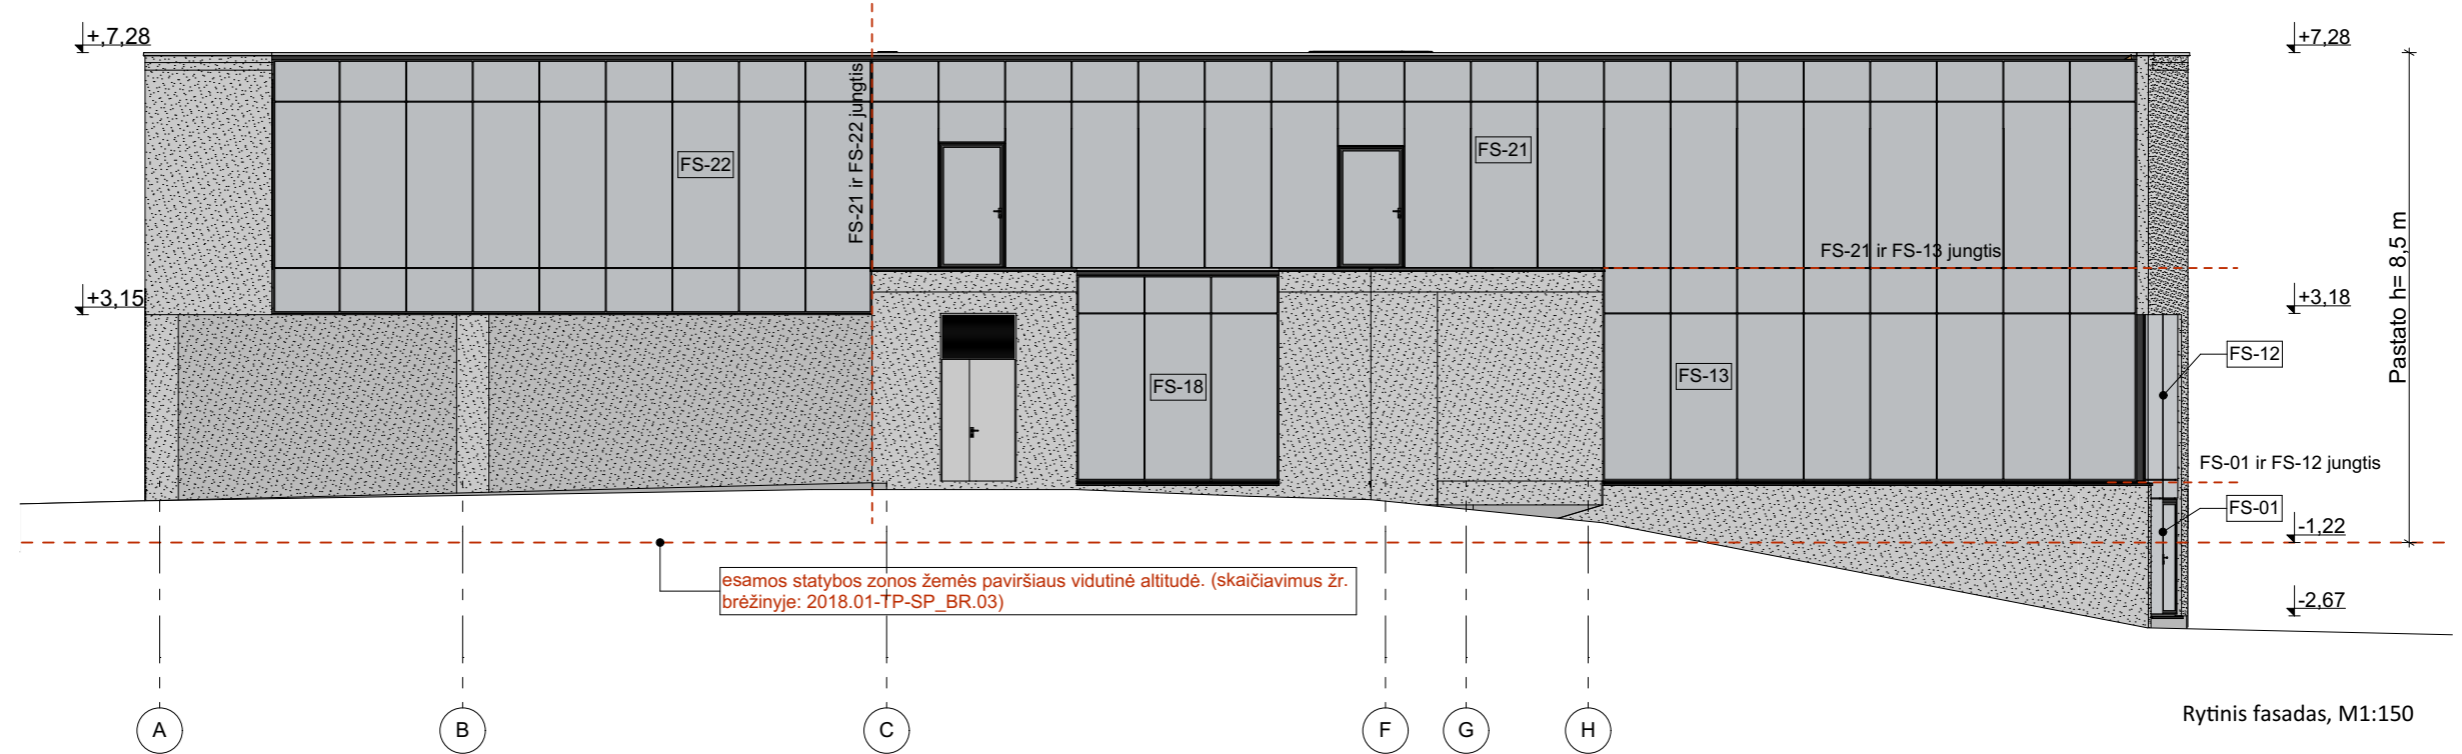 +,7,28
+7,28
FS-21 ir FS-22 jungtis
FS-22
FS-21
FS-21 ir FS-13 jungtis
Pastato h= 8,5 m
+3,15
+3,18
FS-12
FS-18
FS-13
FS-01 ir FS-12 jungtis
FS-01
-1,22
esamos statybos zonos žemės paviršiaus vidutinė altitudė. (skaičiavimus žr.
brėžinyje: 2018.01-TP-SP_BR.03)
-2,67
A
B
C
F
G
H
Rytinis fasadas, M1:150